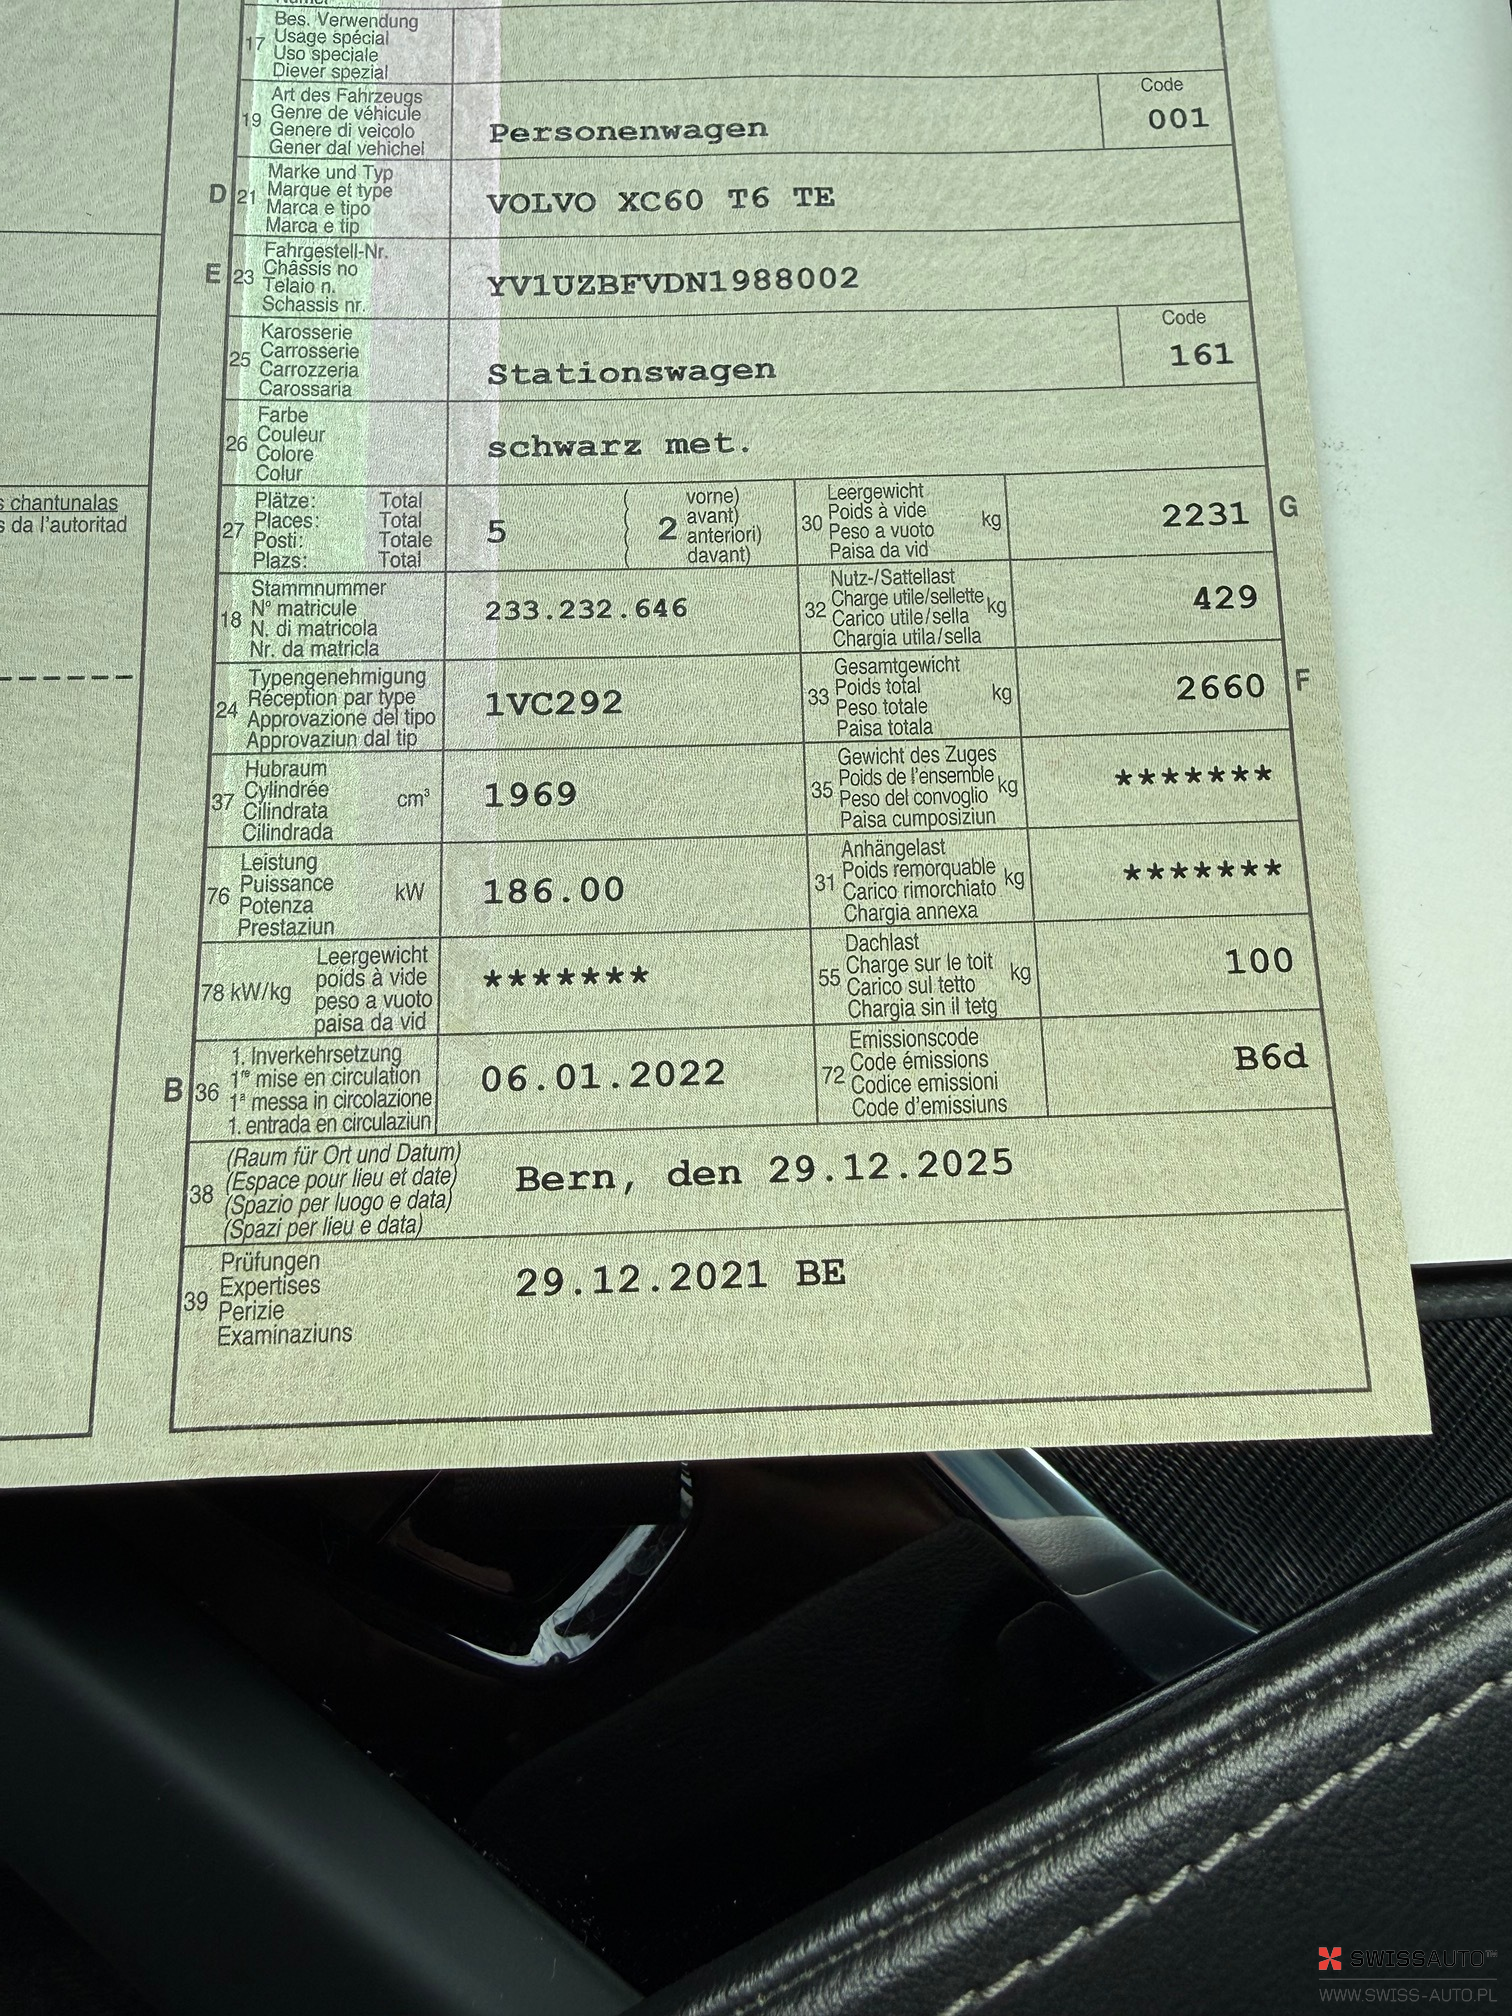 Bes. Verwendung
17 Usage spécial
Uso speciale
Diever spezial
Art des Fahrzeugs
19 Genre de véhicule
Genere di veicolo
Gener dal vehichel
Personenwagen
Code
001
Marke und Typ
D 21 Marque et type
Marca e tipo
Marca e tip
VOLVO XC60 T6 TE
Fahrgestell-Nr.
E 23 Châssis no
Telaio n.
Schassis nr.
YV1UZBFVDN1988002
Karosserie
25 Carrosserie
Carrozzeria
Carossaria
Stationswagen
Code
161
Farbe
26 Couleur
Colore
Colur
schwarz met.
s chantunalas
s da l'autoritad
Plätze: Total
27 Places: Total
Posti: Totale
Plazs: Total
5
( 2 vorne)
avant)
anteriori)
davant)
Leergewicht
30 Poids à vide kg
Peso a vuoto
Paisa da vid
2231 G
Stammnummer
18 N° matricule
N. di matricola
Nr. da matricla
233.232.646
Nutz-/Sattellast
32 Charge utile/sellette kg
Carico utile/sella
Chargia utila/sella
429
Typengenehmigung
24 Réception par type
Approvazione del tipo
Approvaziun dal tip
1VC292
Gesamtgewicht
33 Poids total kg
Peso totale
Paisa totala
2660 F
Hubraum
37 Cylindrée cm³
Cilindrata
Cilindrada
1969
Gewicht des Zuges
35 Poids de l'ensemble kg
Peso del convoglio
Paisa cumposiziun
*******
Leistung
76 Puissance kW
Potenza
Prestaziun
186.00
Anhängelast
31 Poids remorquable kg
Carico rimorchiato
Chargia annexa
*******
Leergewicht
78 kW/kg poids à vide
peso a vuoto
paisa da vid
*******
Dachlast
55 Charge sur le toit kg
Carico sul tetto
Chargia sin il tetg
100
1. Inverkehrsetzung
B 36 1re mise en circulation
1a messa in circolazione
1. entrada en circulaziun
06.01.2022
Emissionscode
72 Code émissions
Codice emissioni
Code d'emissiuns
B6d
(Raum für Ort und Datum)
38 (Espace pour lieu et date)
(Spazio per luogo e data)
(Spazi per lieu e data)
Bern, den 29.12.2025
Prüfungen
39 Expertises
Perizie
Examinaziuns
29.12.2021 BE
SWISSAUTO™
WWW.SWISS-AUTO.PL